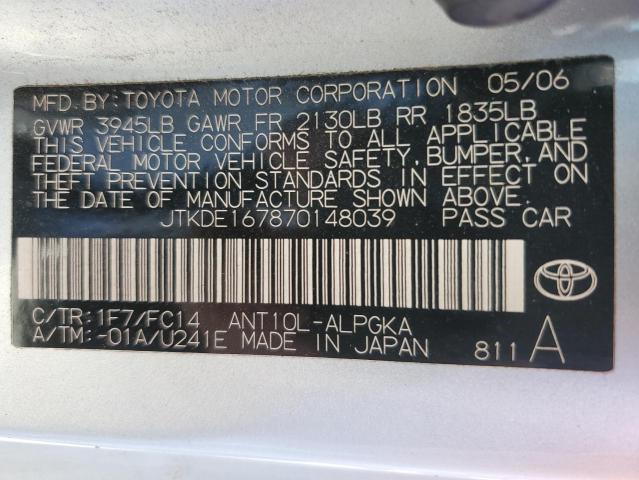 MFD. BY: TOYOTA MOTOR CORPORATION 05/06
GVWR 3945LB GAWR FR 2130LB RR 1835LB
THIS VEHICLE CONFORMS TO ALL APPLICABLE
FEDERAL MOTOR VEHICLE SAFETY, BUMPER, AND
THEFT PREVENTION STANDARDS IN EFFECT ON
THE DATE OF MANUFACTURE SHOWN ABOVE.
JTKDE167870148039 PASS CAR
C/TR: 1F7/FC14 ANT10L-ALPGKA
A/TM: -01A/U241E MADE IN JAPAN 811 A